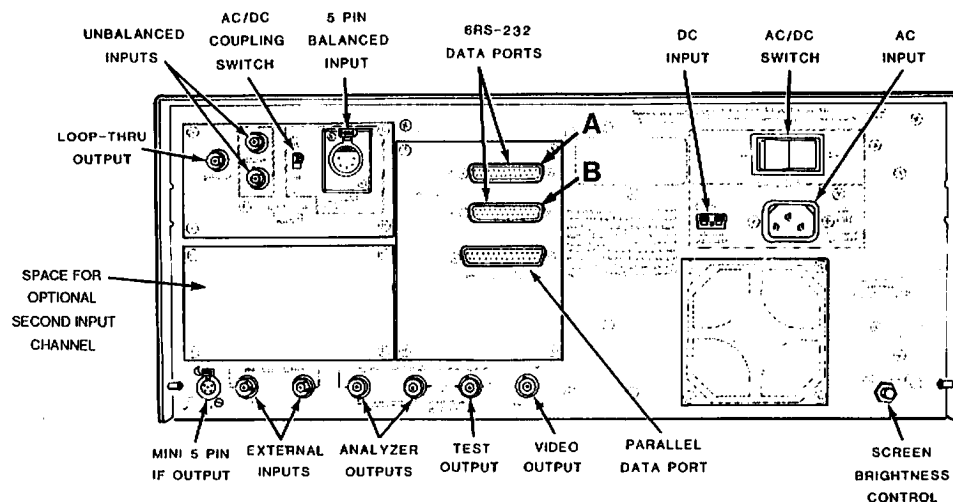 UNBALANCED
INPUTS
AC/DC
COUPLING
SWITCH
5 PIN
BALANCED
INPUT
6RS-232
DATA PORTS
DC
INPUT
AC/DC
SWITCH
AC
INPUT
LOOP-THRU
OUTPUT
A
B
SPACE FOR
OPTIONAL
SECOND INPUT
CHANNEL
MINI 5 PIN
IF OUTPUT
EXTERNAL
INPUTS
ANALYZER
OUTPUTS
TEST
OUTPUT
VIDEO
OUTPUT
PARALLEL
DATA PORT
SCREEN
BRIGHTNESS
CONTROL